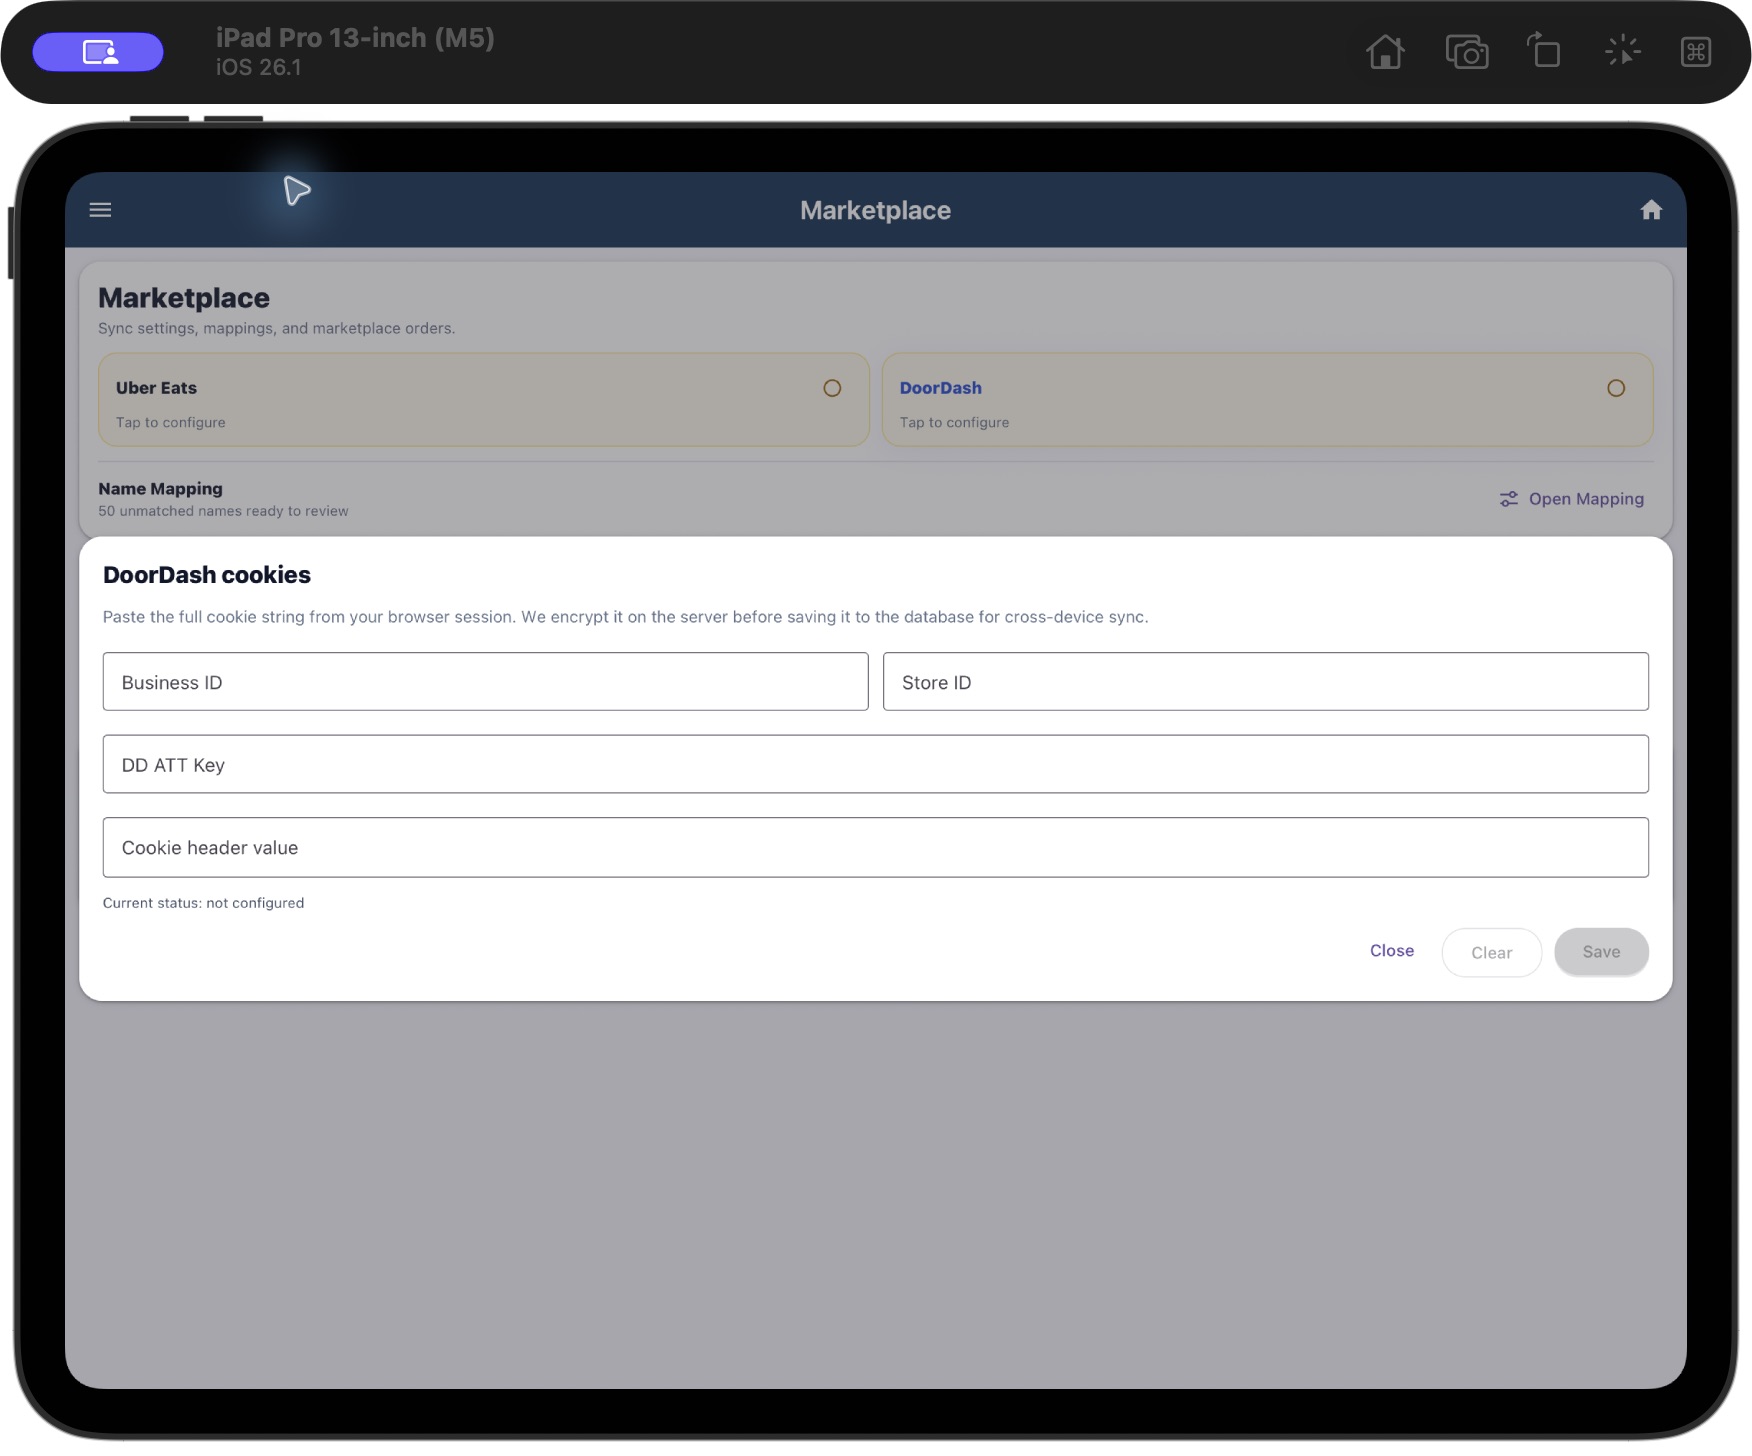 iPad Pro 13-inch (M5)
iOS 26.1
Marketplace
Marketplace
Sync settings, mappings, and marketplace orders.
Uber Eats
Tap to configure
DoorDash
Tap to configure
Name Mapping
50 unmatched names ready to review
Open Mapping
DoorDash cookies
Paste the full cookie string from your browser session. We encrypt it on the server before saving it to the database for cross-device sync.
Business ID
Store ID
DD ATT Key
Cookie header value
Current status: not configured
Close
Clear
Save